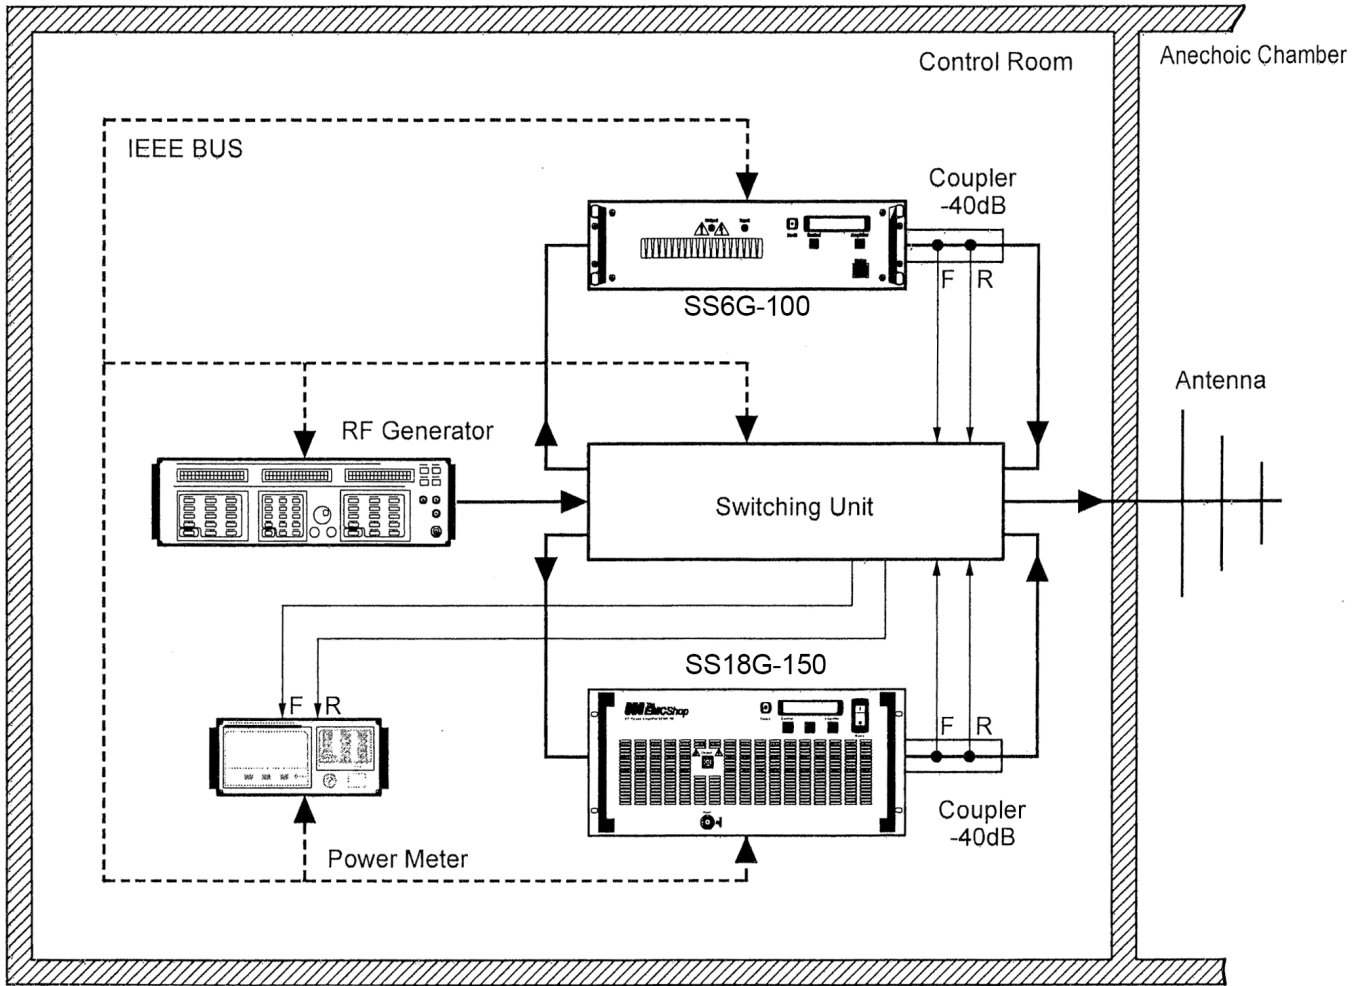 Control Room
Anechoic Chamber
IEEE BUS
Coupler
-40dB
F R
SS6G-100
Antenna
RF Generator
Switching Unit
SS18G-150
F R
EMCShop
F R
Coupler
-40dB
Power Meter